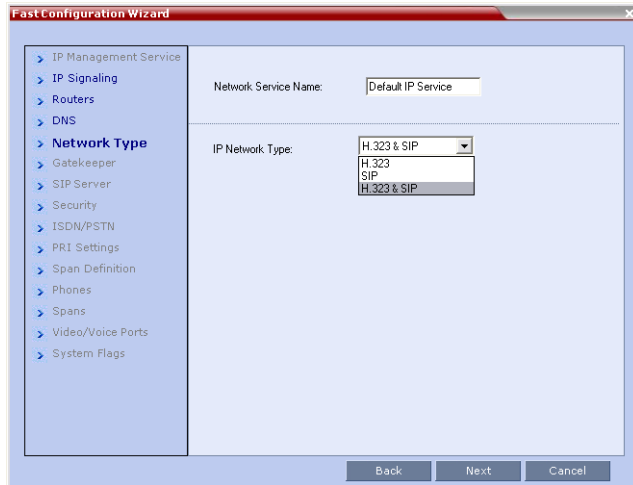 Fast Configuration Wizard
IP Management Service
IP Signaling
Routers
DNS
Network Type
Gatekeeper
SIP Server
Security
ISDN/PSTN
PRI Settings
Span Definition
Phones
Spans
Video/Voice Ports
System Flags
Network Service Name: Default IP Service
IP Network Type: H.323 & SIP
H.323
SIP
H.323 & SIP
Back Next Cancel